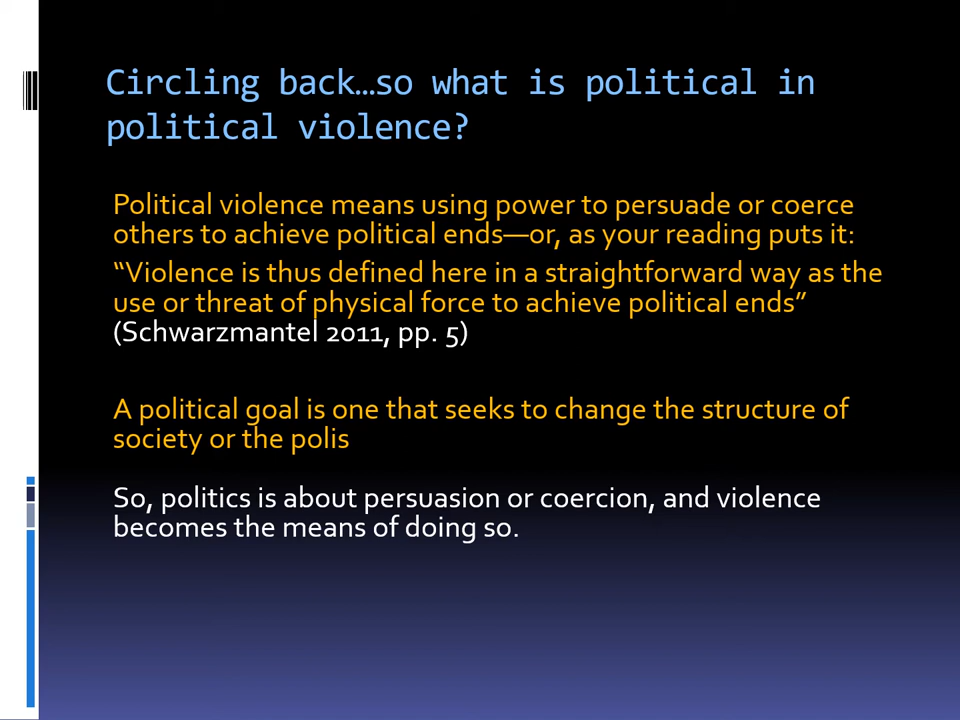 Circling back…so what is political in
political violence?
Political violence means using power to persuade or coerce
others to achieve political ends—or, as your reading puts it:
“Violence is thus defined here in a straightforward way as the
use or threat of physical force to achieve political ends”
(Schwarzmantel 2011, pp. 5)
A political goal is one that seeks to change the structure of
society or the polis
So, politics is about persuasion or coercion, and violence
becomes the means of doing so.